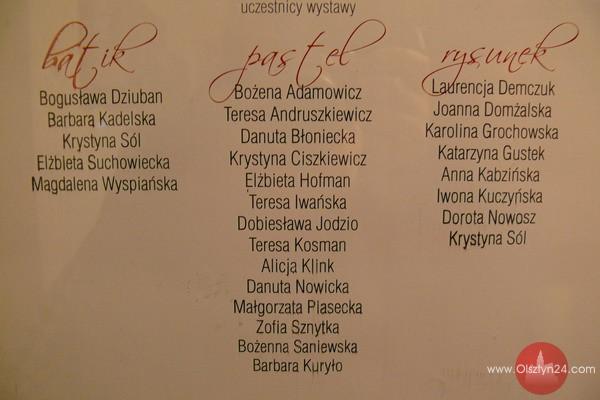 uczestnicy wystawy
batik
Bogusława Dziuban
Barbara Kadelska
Krystyna Sól
Elżbieta Suchowiecka
Magdalena Wyspiańska
pastel
Bożena Adamowicz
Teresa Andruszkiewicz
Danuta Błoniecka
Krystyna Ciszkiewicz
Elżbieta Hofman
Teresa Iwańska
Dobiesława Jodzio
Teresa Kosman
Alicja Klink
Danuta Nowicka
Małgorzata Piasecka
Zofia Sznytka
Bożenna Saniewska
Barbara Kuryło
rysunek
Laurencja Demczuk
Joanna Domżalska
Karolina Grochowska
Katarzyna Gustek
Anna Kabzińska
Iwona Kuczyńska
Dorota Nowosz
Krystyna Sól
www.Olsztyn24.com